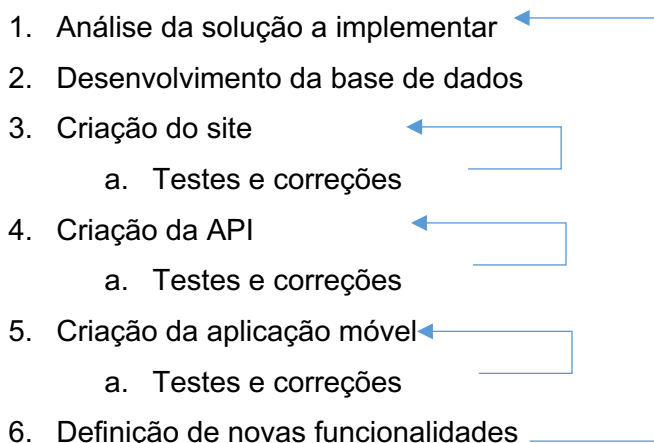 1. Análise da solução a implementar
2. Desenvolvimento da base de dados
3. Criação do site
a. Testes e correções
4. Criação da API
a. Testes e correções
5. Criação da aplicação móvel
a. Testes e correções
6. Definição de novas funcionalidades